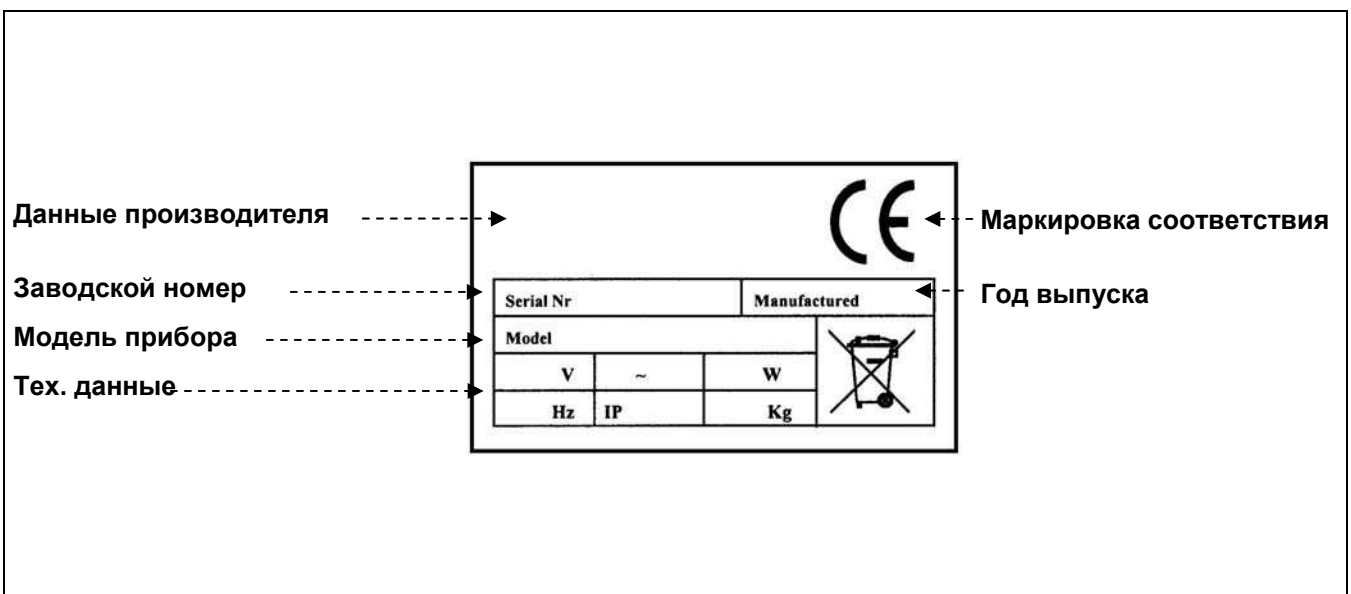 CE
Данные производителя
Маркировка соответствия
Заводской номер
Serial Nr
Manufactured
Год выпуска
Модель прибора
Model
Тех. данные
V ~ W
Hz IP Kg